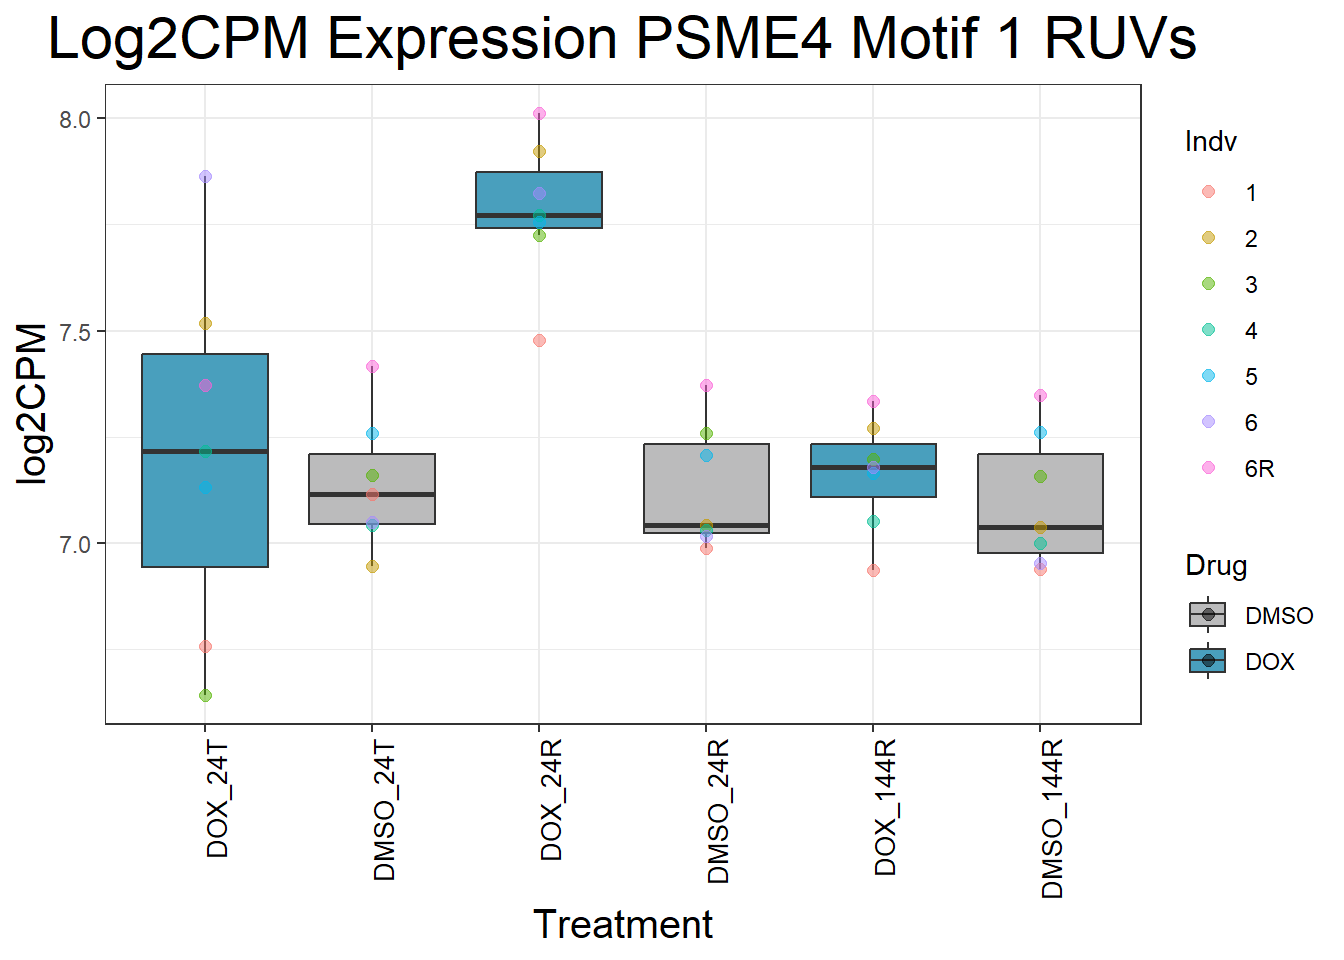 Log2CPM Expression PSME4 Motif 1 RUVs
log2CPM
8.0
7.5
7.0
DOX_24T
DMSO_24T
DOX_24R
DMSO_24R
DOX_144R
DMSO_144R
Treatment
Indv
1
2
3
4
5
6
6R
Drug
DMSO
DOX